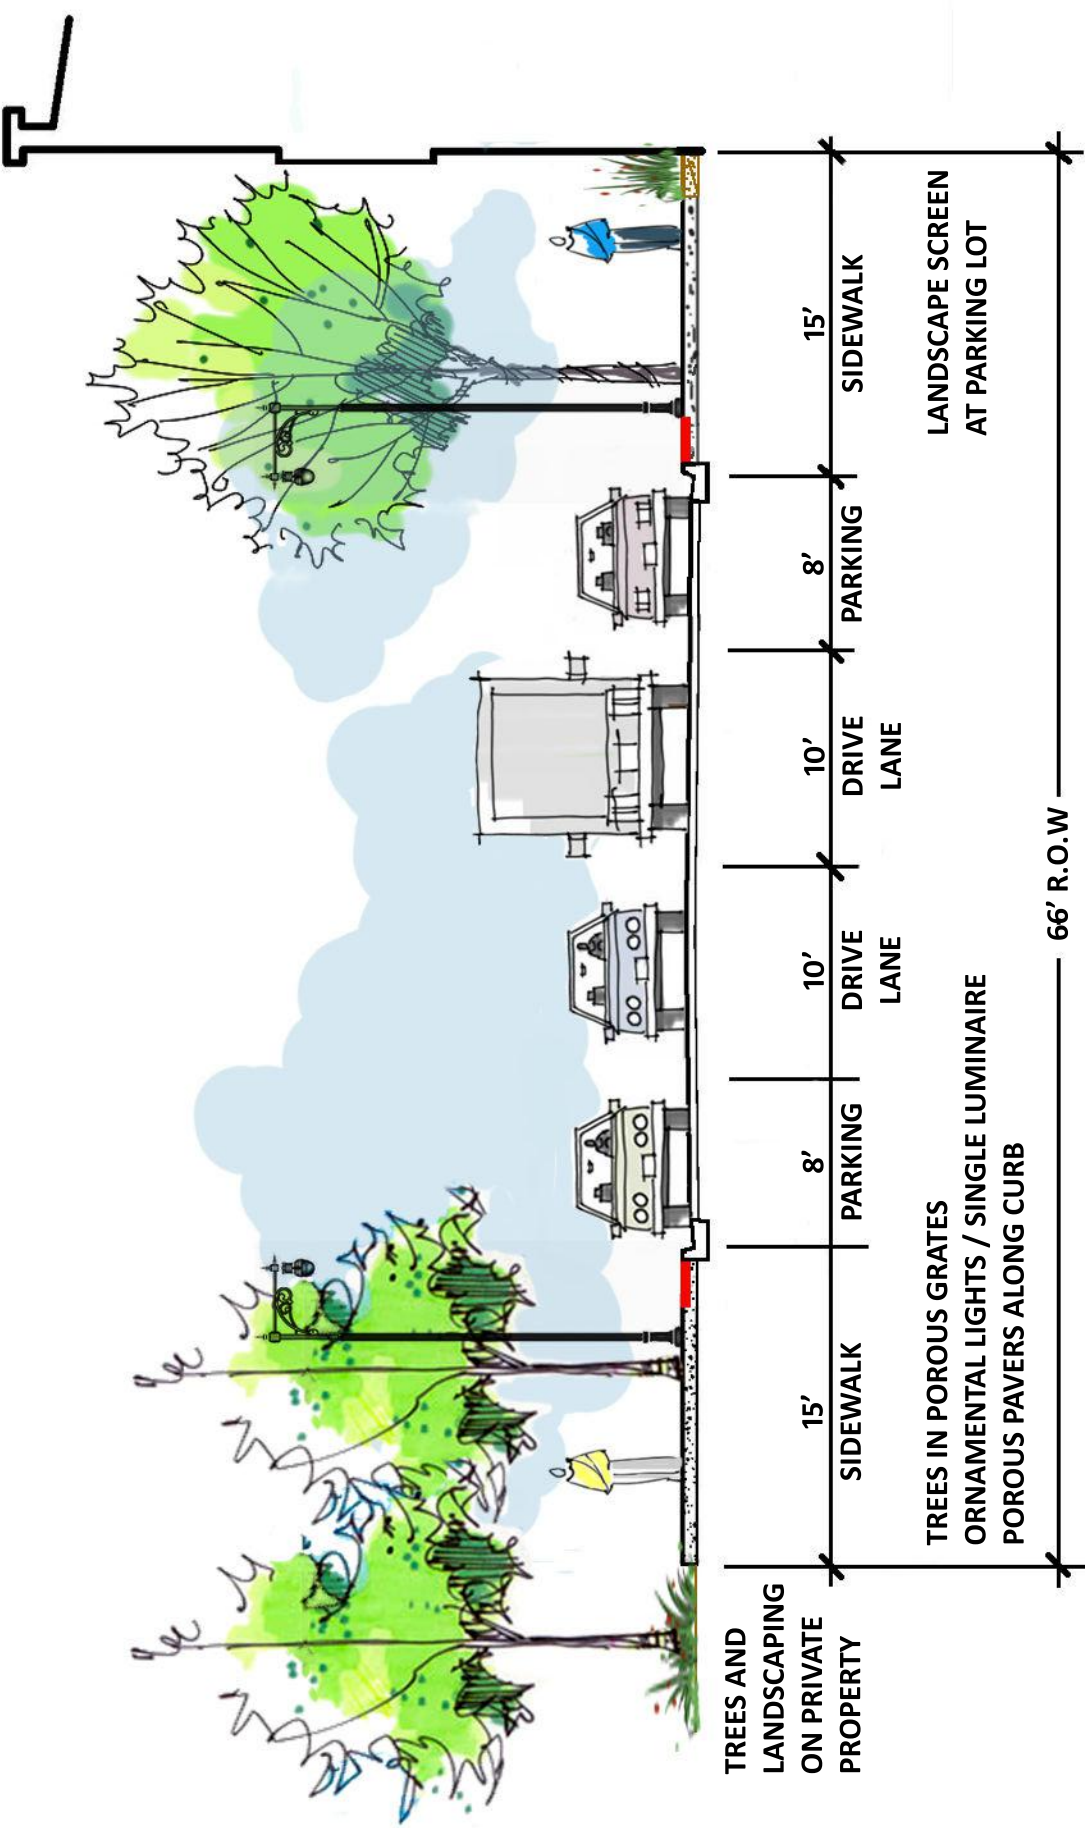 TREES AND
LANDSCAPING
ON PRIVATE
PROPERTY
15’
SIDEWALK
8’
PARKING
10’
DRIVE
LANE
10’
DRIVE
LANE
8’
PARKING
15’
SIDEWALK
TREES IN POROUS GRATES
ORNAMENTAL LIGHTS / SINGLE LUMINAIRE
POROUS PAVERS ALONG CURB
LANDSCAPE SCREEN
AT PARKING LOT
66’ R.O.W